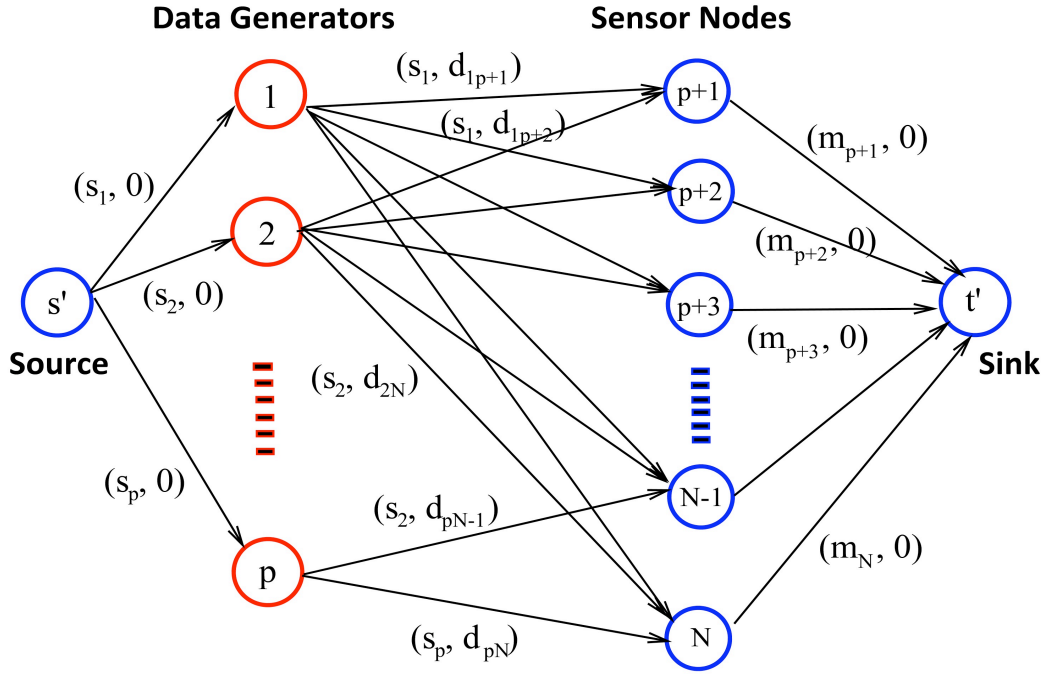 Data Generators
Sensor Nodes
1
(s₁, d₁ₚ₊₁)
p+1
(s₁, d₁ₚ₊₂)
(mₚ₊₁, 0)
(s₁, 0)
p+2
2
(mₚ₊₂, 0)
(s₂, 0)
s'
p+3
t'
(mₚ₊₃, 0)
Source
Sink
(s₂, d₂N)
(sₚ, 0)
N-1
(s₂, dₚN-1)
(mN, 0)
p
(sₚ, dₚN)
N